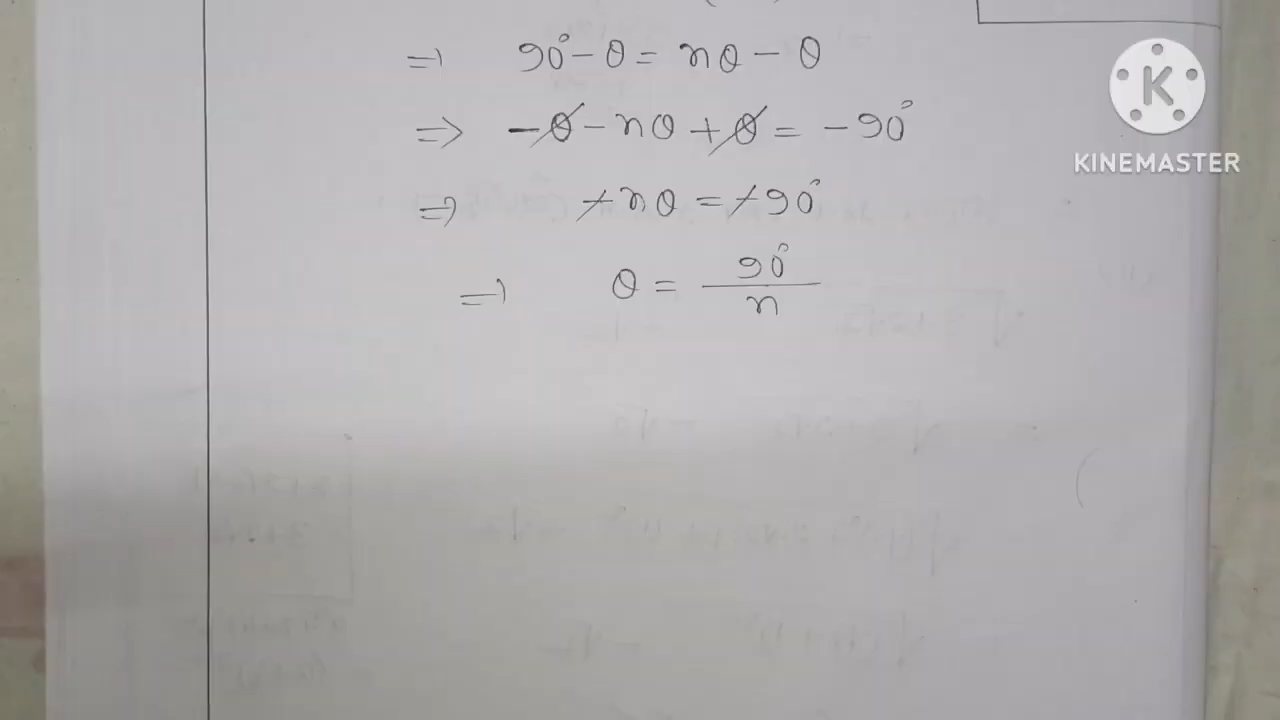 ⇒ 90° − θ = nθ − θ
⇒ −θ − nθ + θ = −90°
⇒ −nθ = −90°
⇒ θ = 90°/n
KINEMASTER